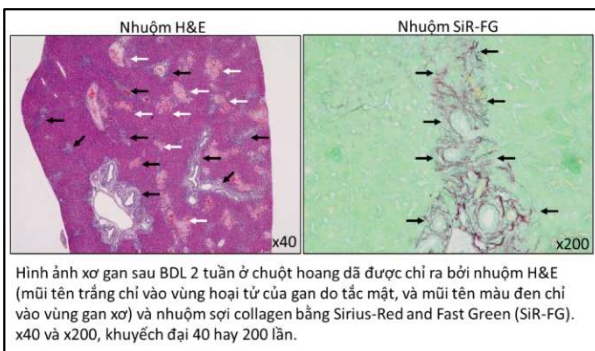 Nhuộm H&E
Nhuộm SiR-FG
x40
x200
Hình ảnh xơ gan sau BDL 2 tuần ở chuột hoang dã được chỉ ra bởi nhuộm H&E
(mũi tên trắng chỉ vào vùng hoại tử của gan do tắc mật, và mũi tên màu đen chỉ
vào vùng gan xơ) và nhuộm sợi collagen bằng Sirius-Red and Fast Green (SiR-FG).
x40 và x200, khuyếch đại 40 hay 200 lần.